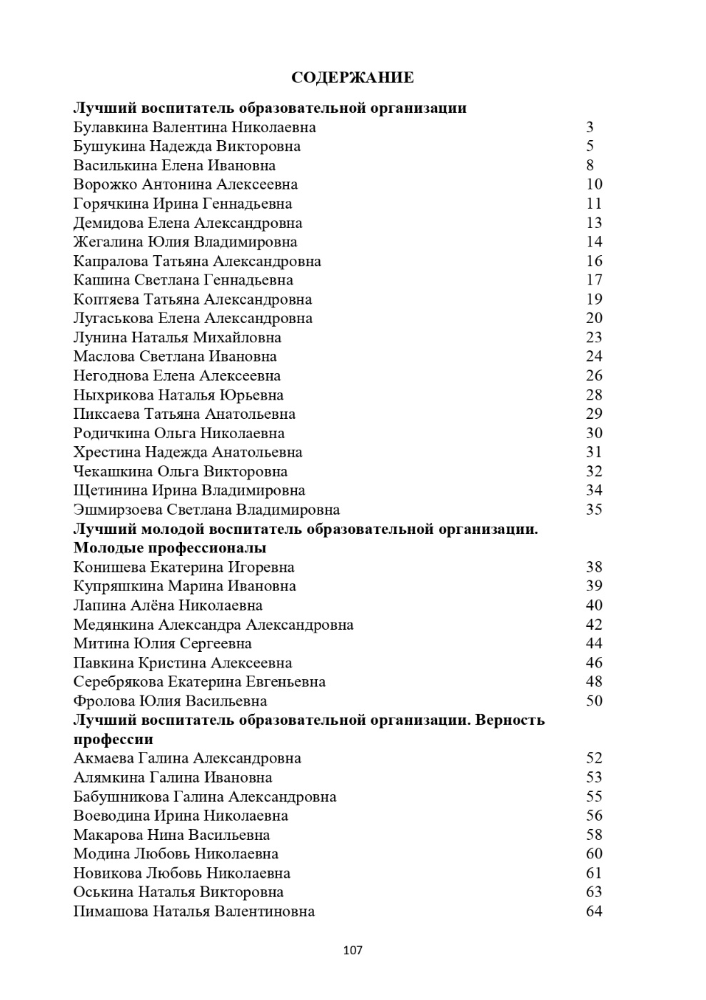 СОДЕРЖАНИЕ
Лучший воспитатель образовательной организации
Булавкина Валентина Николаевна 3
Бушукина Надежда Викторовна 5
Василькина Елена Ивановна 8
Ворожко Антонина Алексеевна 10
Горячкина Ирина Геннадьевна 11
Демидова Елена Александровна 13
Жегалина Юлия Владимировна 14
Капралова Татьяна Александровна 16
Кашина Светлана Геннадьевна 17
Коптяева Татьяна Александровна 19
Лугаськова Елена Александровна 20
Лунина Наталья Михайловна 23
Маслова Светлана Ивановна 24
Негоднова Елена Алексеевна 26
Ныхрикова Наталья Юрьевна 28
Пиксаева Татьяна Анатольевна 29
Родичкина Ольга Николаевна 30
Хрестина Надежда Анатольевна 31
Чекашкина Ольга Викторовна 32
Щетинина Ирина Владимировна 34
Эшмирзоева Светлана Владимировна 35
Лучший молодой воспитатель образовательной организации.
Молодые профессионалы
Конишева Екатерина Игоревна 38
Купряшкина Марина Ивановна 39
Лапина Алёна Николаевна 40
Медянкина Александра Александровна 42
Митина Юлия Сергеевна 44
Павкина Кристина Алексеевна 46
Серебрякова Екатерина Евгеньевна 48
Фролова Юлия Васильевна 50
Лучший воспитатель образовательной организации. Верность
профессии
Акмаева Галина Александровна 52
Алямкина Галина Ивановна 53
Бабушникова Галина Александровна 55
Воеводина Ирина Николаевна 56
Макарова Нина Васильевна 58
Модина Любовь Николаевна 60
Новикова Любовь Николаевна 61
Оськина Наталья Викторовна 63
Пимашова Наталья Валентиновна 64
107